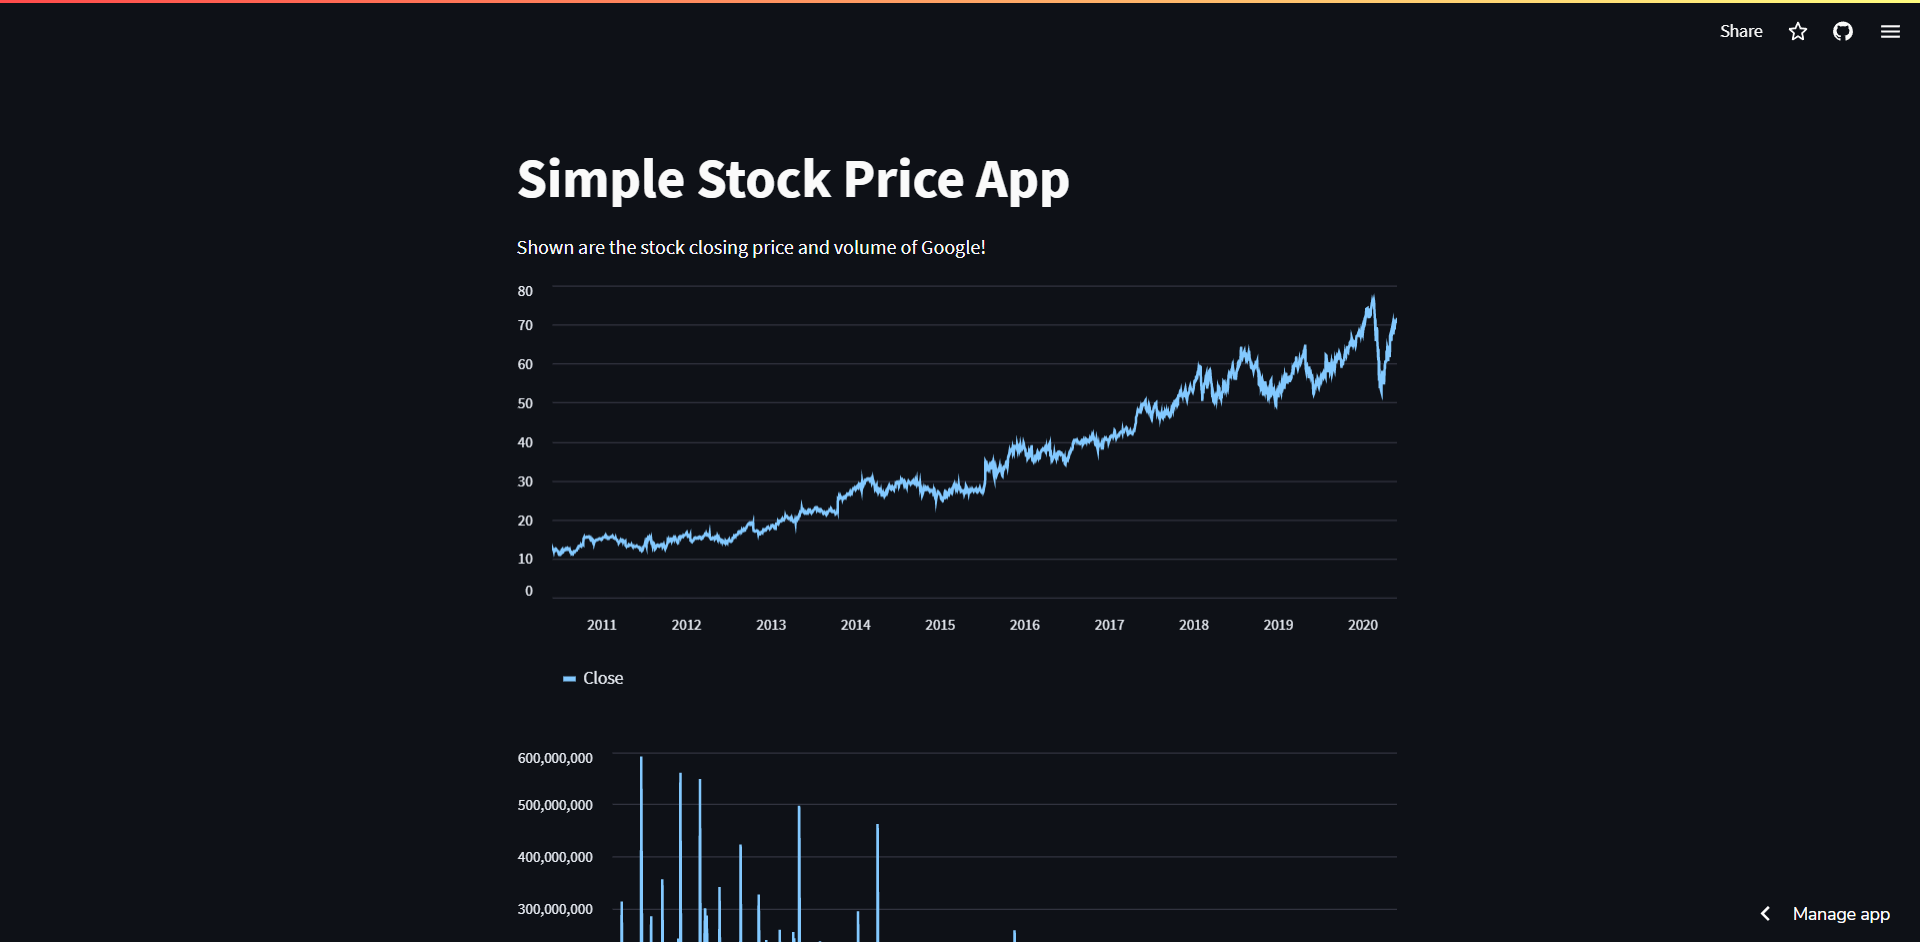 Share
Simple Stock Price App
Shown are the stock closing price and volume of Google!
80
70
60
50
40
30
20
10
0
2011 2012 2013 2014 2015 2016 2017 2018 2019 2020
Close
600,000,000
500,000,000
400,000,000
300,000,000
Manage app